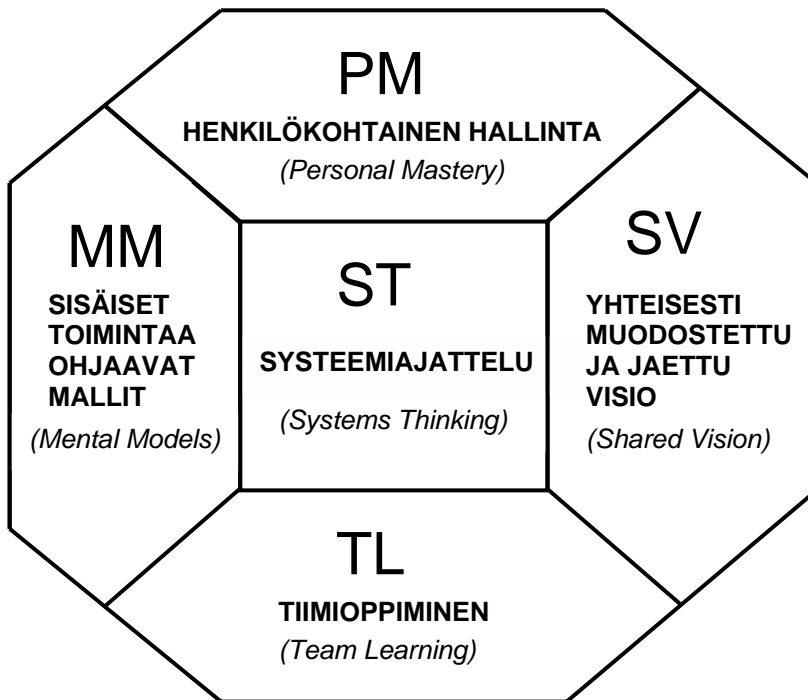 PM
HENKILÖKOHTAINEN HALLINTA
(Personal Mastery)
MM
SISÄISET
TOIMINTAA
OHJAAVAT
MALLIT
(Mental Models)
ST
SYSTEEMIAJATTELU
(Systems Thinking)
SV
YHTEISESTI
MUODOSTETTU
JA JAETTU
VISIO
(Shared Vision)
TL
TIIMIOPPIMINEN
(Team Learning)